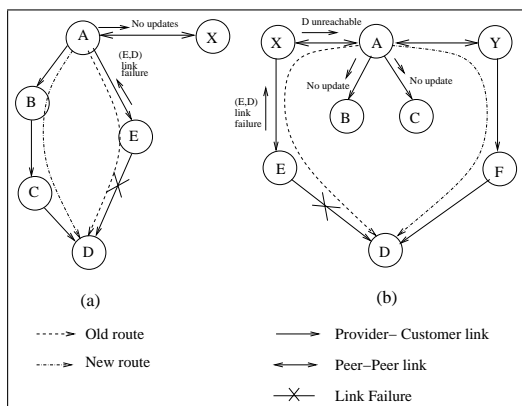 A
No updates
X
(E,D)
link
failure
B
E
C
D
(a)
D unreachable
X
A
Y
No update
No update
(E,D)
link
failure
B
C
E
F
D
(b)
Old route
New route
Provider– Customer link
Peer–Peer link
Link Failure